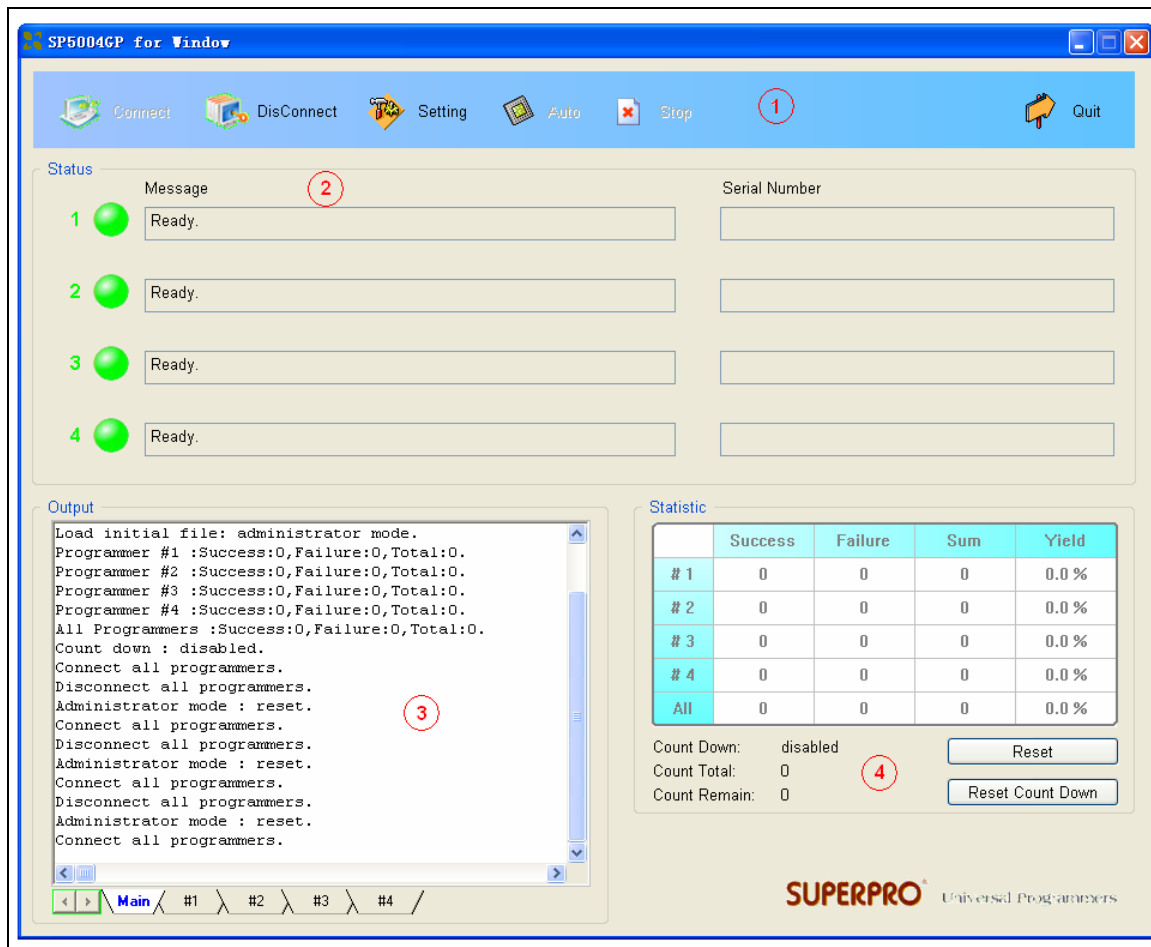 SP5004GP for Window
Connect DisConnect Setting Auto Stop 1 Quit
Status
Message 2 Serial Number
1 Ready.
2 Ready.
3 Ready.
4 Ready.
Output
Load initial file: administrator mode.
Programmer #1 :Success:0,Failure:0,Total:0.
Programmer #2 :Success:0,Failure:0,Total:0.
Programmer #3 :Success:0,Failure:0,Total:0.
Programmer #4 :Success:0,Failure:0,Total:0.
All Programmers :Success:0,Failure:0,Total:0.
Count down : disabled.
Connect all programmers.
Disconnect all programmers.
Administrator mode : reset.
Connect all programmers.
Disconnect all programmers.
Administrator mode : reset.
Connect all programmers.
Disconnect all programmers.
Administrator mode : reset.
Connect all programmers.
3
Main #1 #2 #3 #4
Statistic
Success Failure Sum Yield
# 1 0 0 0 0.0 %
# 2 0 0 0 0.0 %
# 3 0 0 0 0.0 %
# 4 0 0 0 0.0 %
All 0 0 0 0.0 %
Count Down: disabled
Count Total: 0
Count Remain: 0
4
Reset
Reset Count Down
SUPERPRO Universal Programmers